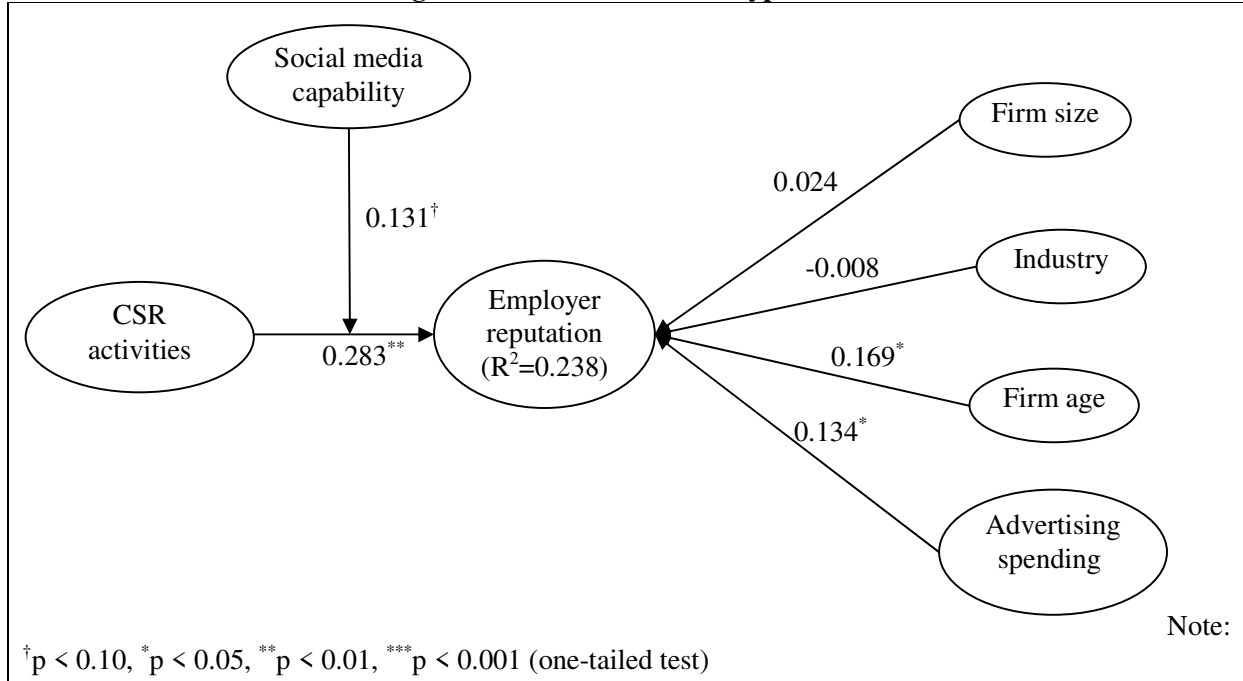 Social media
capability
Firm size
0.024
0.131†
-0.008
Industry
CSR
activities
0.283**
Employer
reputation
(R²=0.238)
0.169*
Firm age
0.134*
Advertising
spending
Note:
†p < 0.10, *p < 0.05, **p < 0.01, ***p < 0.001 (one-tailed test)